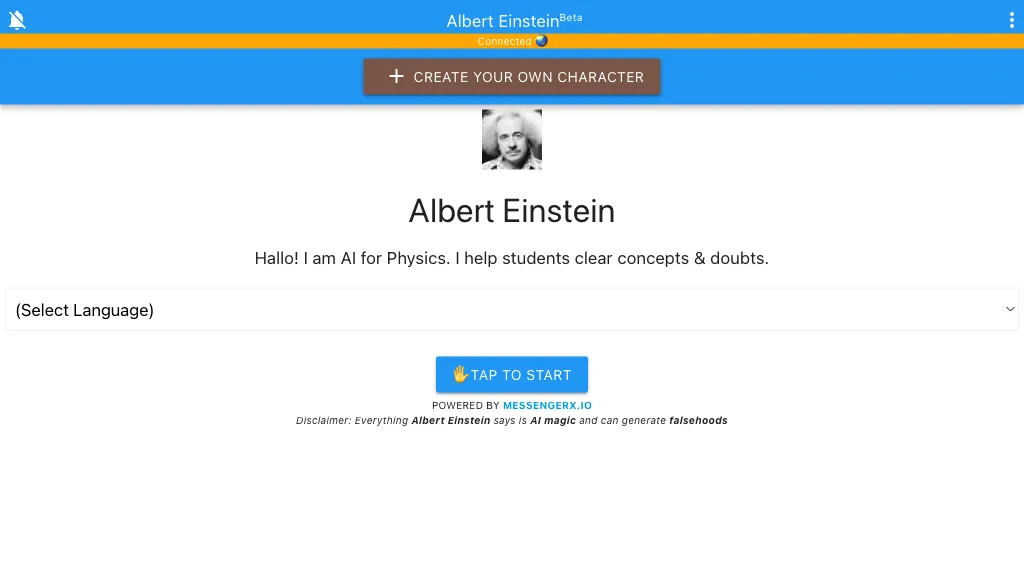 Albert EinsteinBeta
Connected
CREATE YOUR OWN CHARACTER
Albert Einstein
Hallo! I am AI for Physics. I help students clear concepts & doubts.
(Select Language)
TAP TO START
POWERED BY MESSENGERX.IO
Disclaimer: Everything Albert Einstein says is AI magic and can generate falsehoods